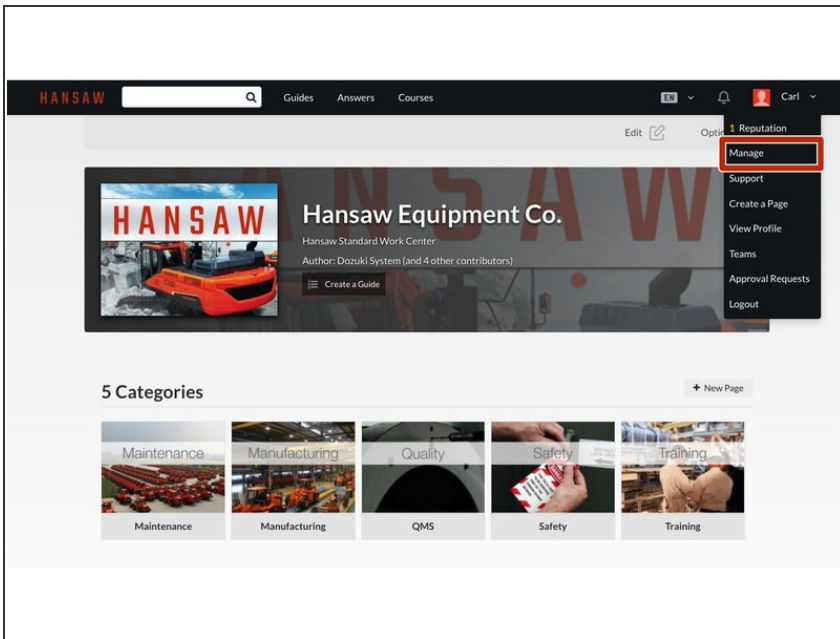 HANSAW
Guides
Answers
Courses
EN
Carl
1 Reputation
Manage
Support
Create a Page
View Profile
Teams
Approval Requests
Logout
Edit
HANSAW
HANSAW
Hansaw Equipment Co.
Hansaw Standard Work Center
Author: Dozuki System (and 4 other contributors)
Create a Guide
5 Categories
+ New Page
Maintenance
Manufacturing
Quality
Safety
Training
Maintenance
Manufacturing
QMS
Safety
Training